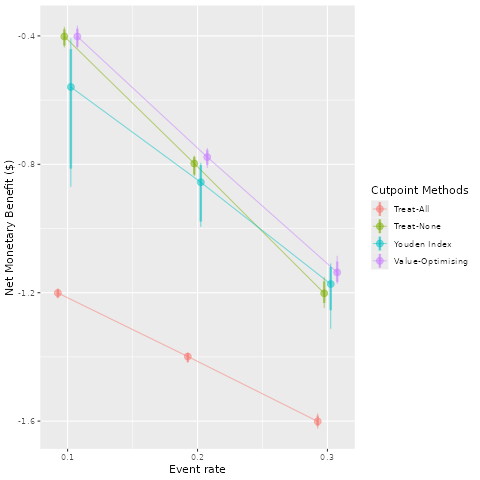 Net Monetary Benefit ($)
-0.4
-0.8
-1.2
-1.6
0.1
0.2
0.3
Event rate
Cutpoint Methods
Treat-All
Treat-None
Youden Index
Value-Optimising